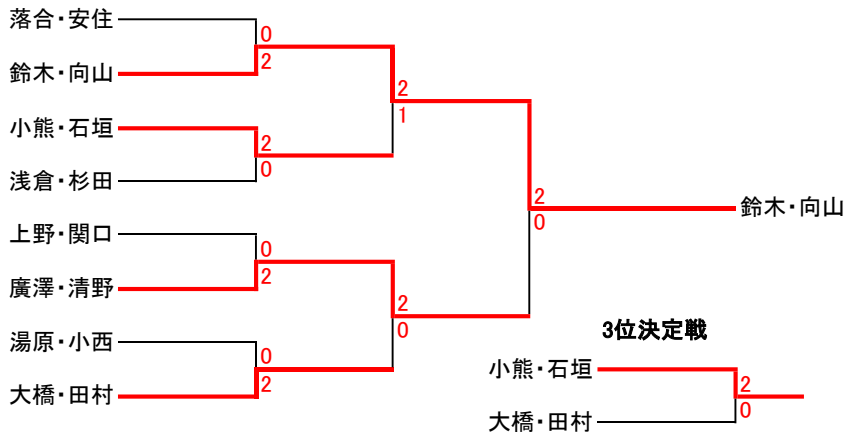 落合・安住
0
2
鈴木・向山
2
1
小熊・石垣
2
0
浅倉・杉田
2
0
鈴木・向山
上野・関口
0
2
廣澤・清野
2
0
湯原・小西
0
2
大橋・田村
3位決定戦
小熊・石垣
2
0
大橋・田村